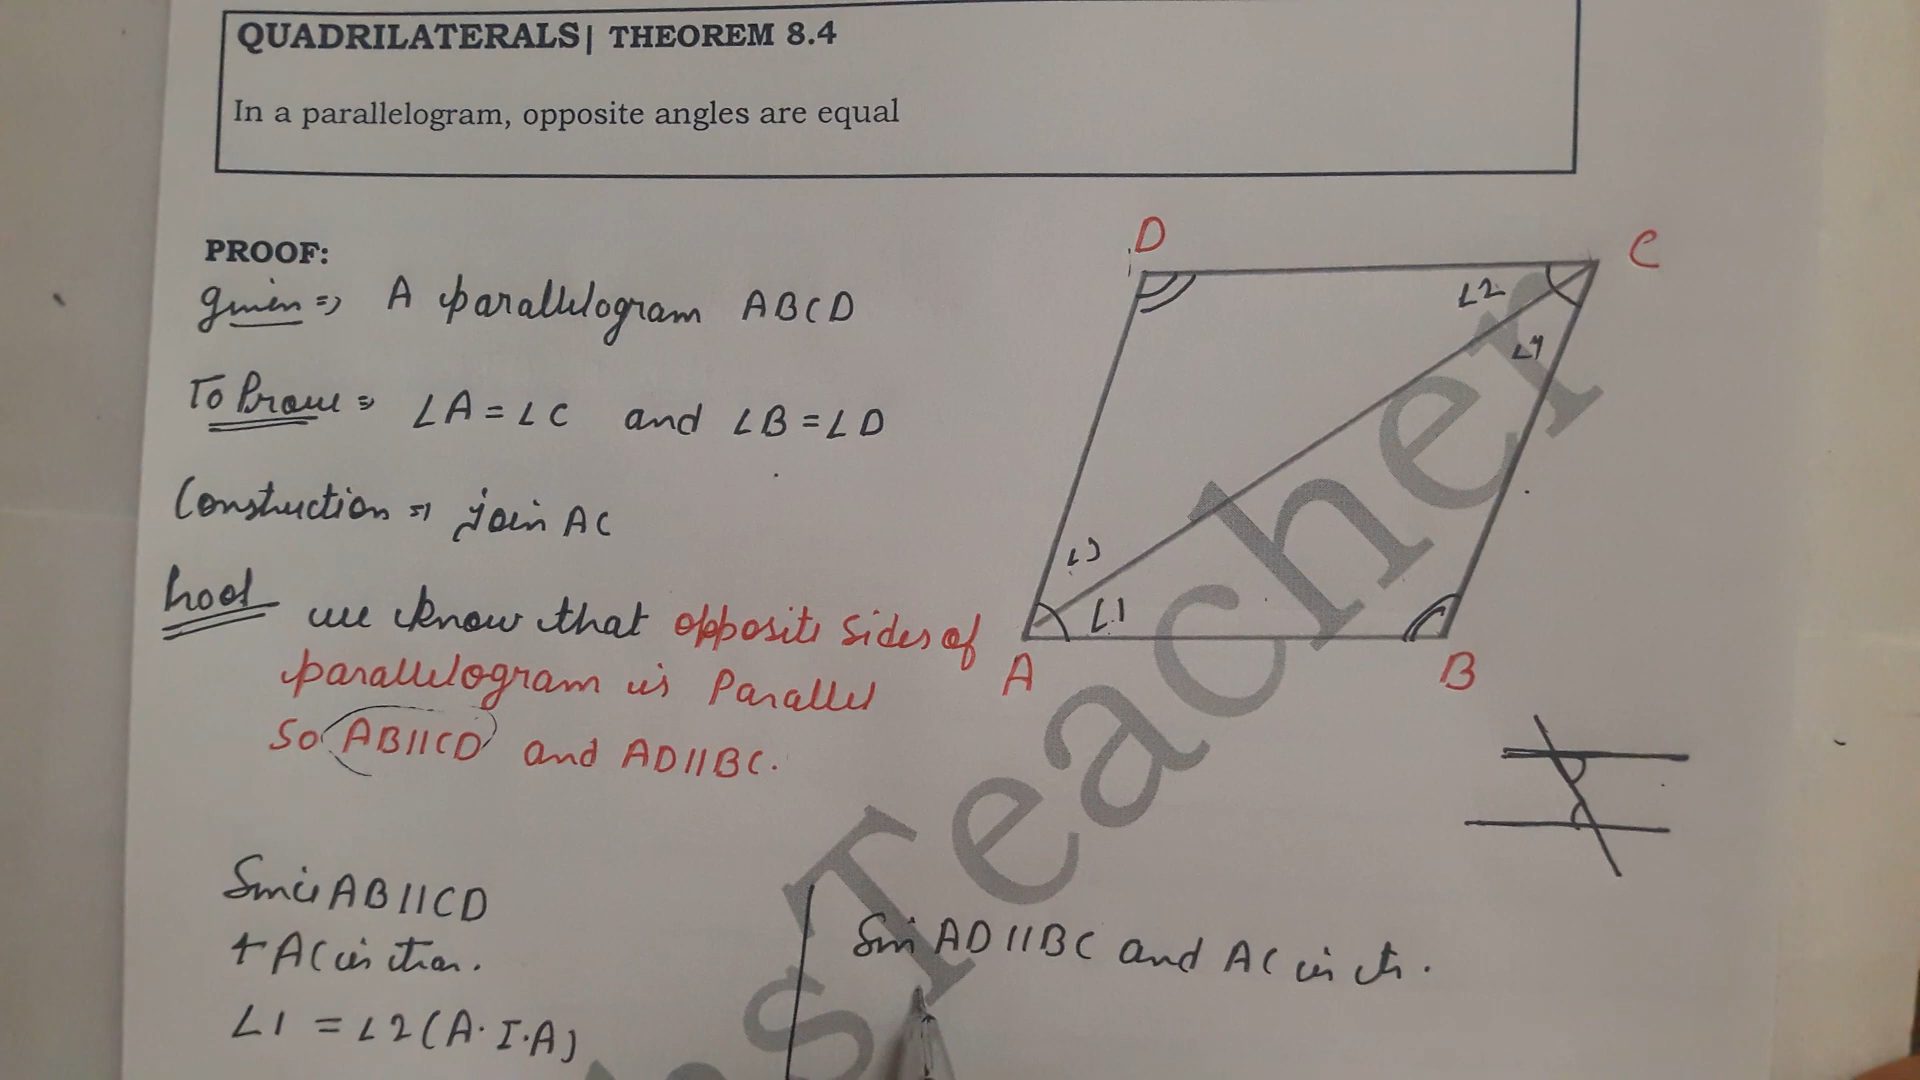 QUADRILATERALS| THEOREM 8.4
In a parallelogram, opposite angles are equal
PROOF:
given => A parallelogram ABCD
To Prove => ∠A = ∠C and ∠B = ∠D
Construction => join AC
Proof we know that opposite sides of
parallelogram is Parallel
So AB||CD and AD||BC.
D
C
∠2
∠4
∠3
∠1
A
B
Since AB||CD
+ AC is tran.
∠1 = ∠2 (A.I.A)
Sin AD||BC and AC is tr.
Teacher